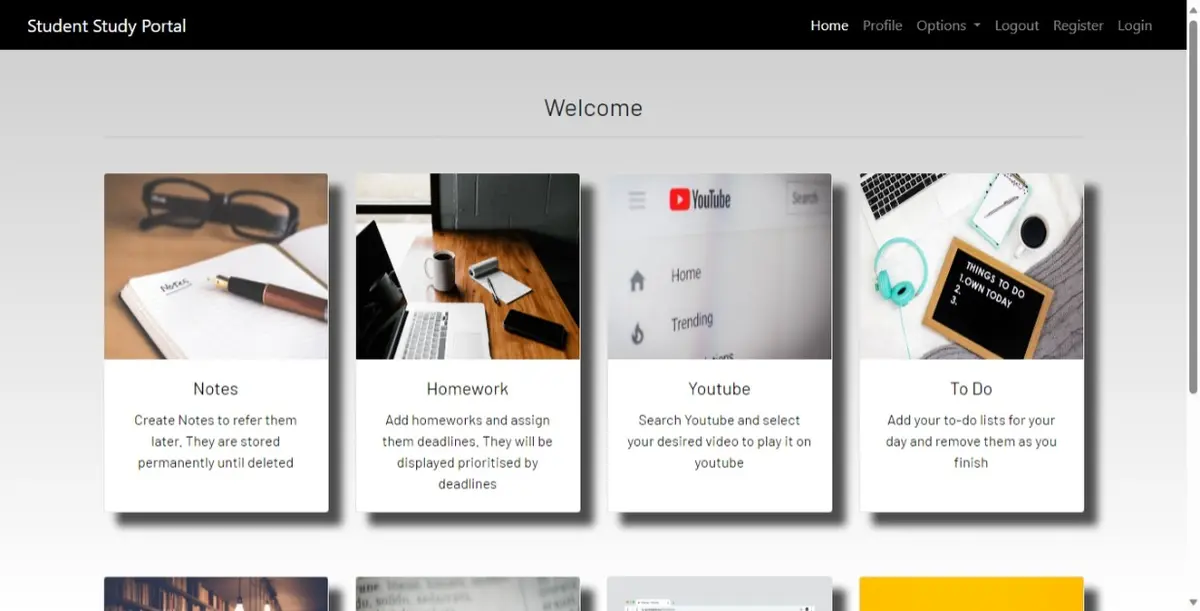 Student Study Portal
Home Profile Options Logout Register Login
Welcome
Notes
YouTube Search
Home
Trending
THINGS TO DO
1.OWN TODAY
2.
3.
Notes
Create Notes to refer them
later. They are stored
permanently until deleted
Homework
Add homeworks and assign
them deadlines. They will be
displayed prioritised by
deadlines
Youtube
Search Youtube and select
your desired video to play it on
youtube
To Do
Add your to-do lists for your
day and remove them as you
finish